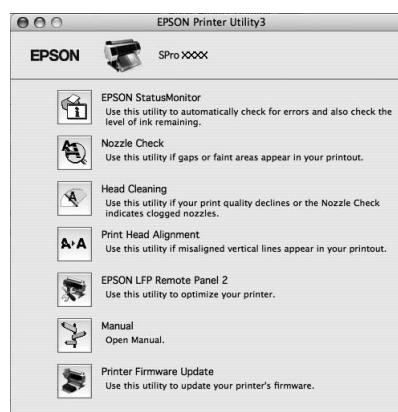 EPSON Printer Utility3
EPSON
SPro XXXX
EPSON StatusMonitor
Use this utility to automatically check for errors and also check the
level of ink remaining.
Nozzle Check
Use this utility if gaps or faint areas appear in your printout.
Head Cleaning
Use this utility if your print quality declines or the Nozzle Check
indicates clogged nozzles.
A▸A
Print Head Alignment
Use this utility if misaligned vertical lines appear in your printout.
EPSON LFP Remote Panel 2
Use this utility to optimize your printer.
Manual
Open Manual.
Printer Firmware Update
Use this utility to update your printer's firmware.